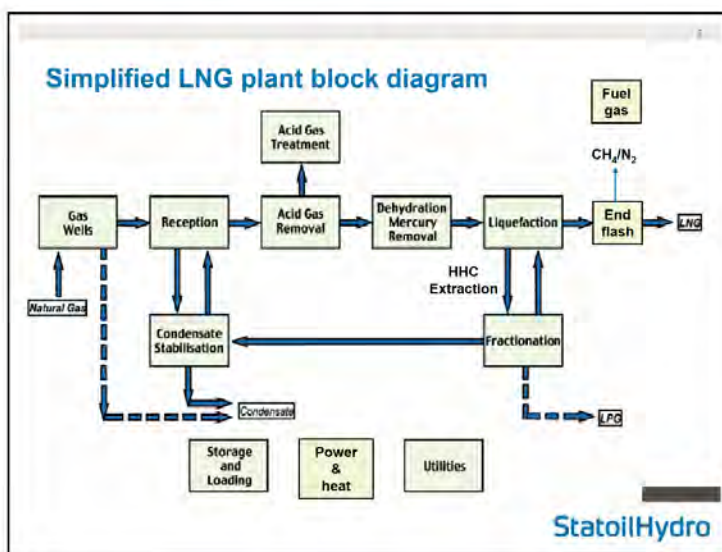 Simplified LNG plant block diagram
Fuel
gas
Acid Gas
Treatment
CH₄/N₂
Gas
Wells
Reception
Acid Gas
Removal
Dehydration
Mercury
Removal
Liquefaction
End
flash
LNG
HHC
Extraction
Natural Gas
Condensate
Stabilisation
Fractionation
Condensate
LPG
Storage
and
Loading
Power
&
heat
Utilities
StatoilHydro